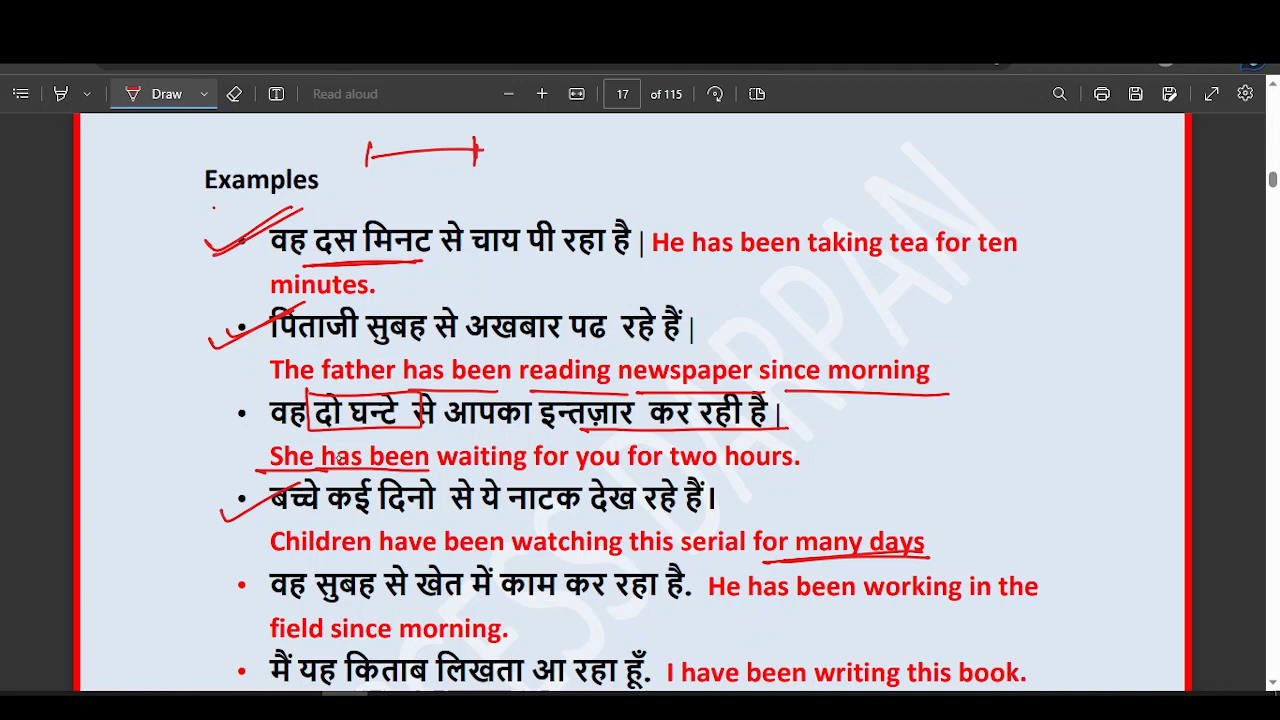 Draw
Read aloud
17 of 115
Examples
• वह दस मिनट से चाय पी रहा है | He has been taking tea for ten
minutes.
• पिताजी सुबह से अखबार पढ रहे हैं |
The father has been reading newspaper since morning
• वह दो घन्टे से आपका इन्तज़ार कर रही है |
She has been waiting for you for two hours.
• बच्चे कई दिनो से ये नाटक देख रहे हैं।
Children have been watching this serial for many days
• वह सुबह से खेत में काम कर रहा है. He has been working in the
field since morning.
• मैं यह किताब लिखता आ रहा हूँ. I have been writing this book.
ESS DARPAN